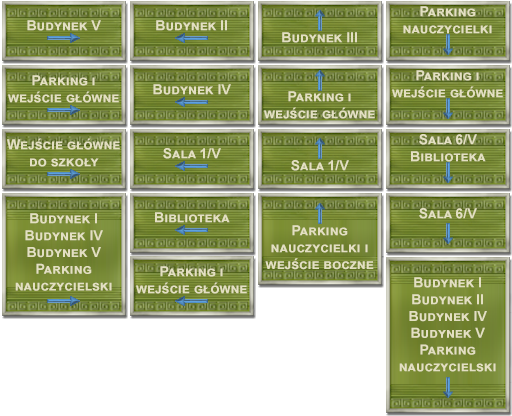 Budynek V
Budynek II
Budynek III
Parking
nauczycielki
Parking i
wejście główne
Budynek IV
Parking i
wejście główne
Parking i
wejście główne
Wejście główne
do szkoły
Sala 1/V
Sala 1/V
Sala 6/V
Biblioteka
Budynek I
Budynek IV
Budynek V
Parking
nauczycielski
Biblioteka
Parking
nauczycielki i
wejście boczne
Sala 6/V
Parking i
wejście główne
Budynek I
Budynek II
Budynek IV
Budynek V
Parking
nauczycielski